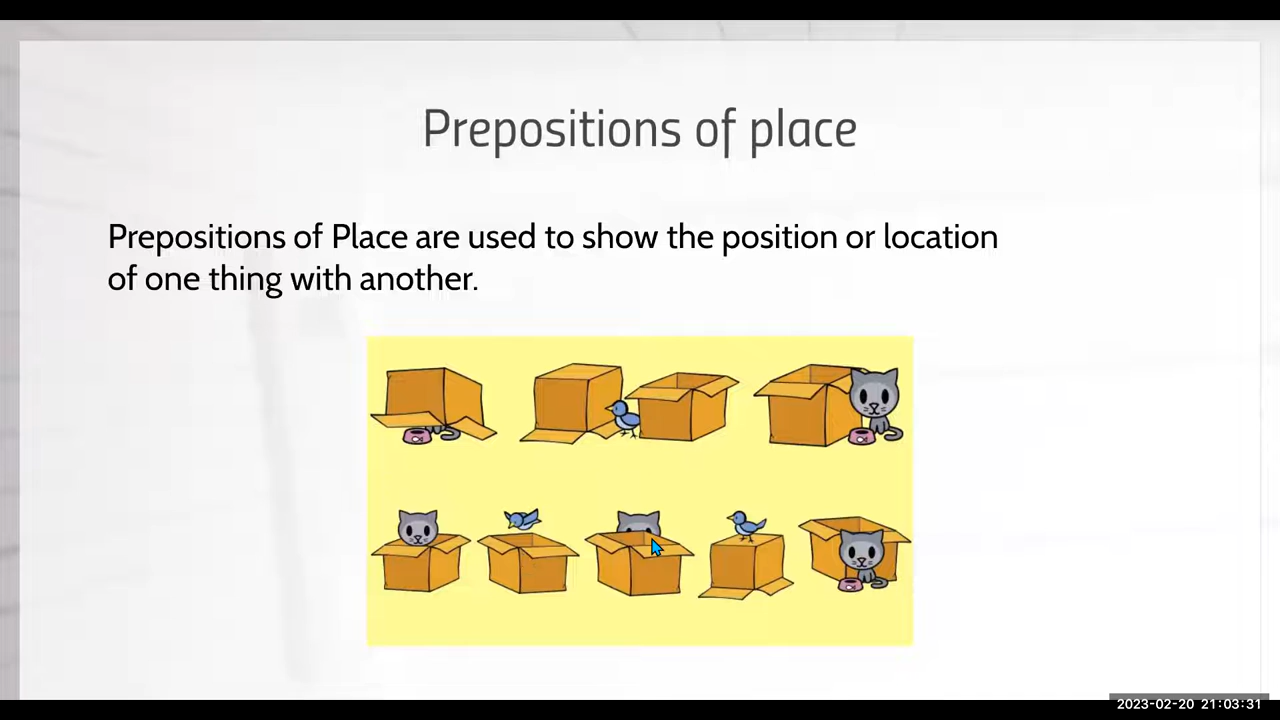 Prepositions of place
Prepositions of Place are used to show the position or location
of one thing with another.
2023-02-20 21:03:31